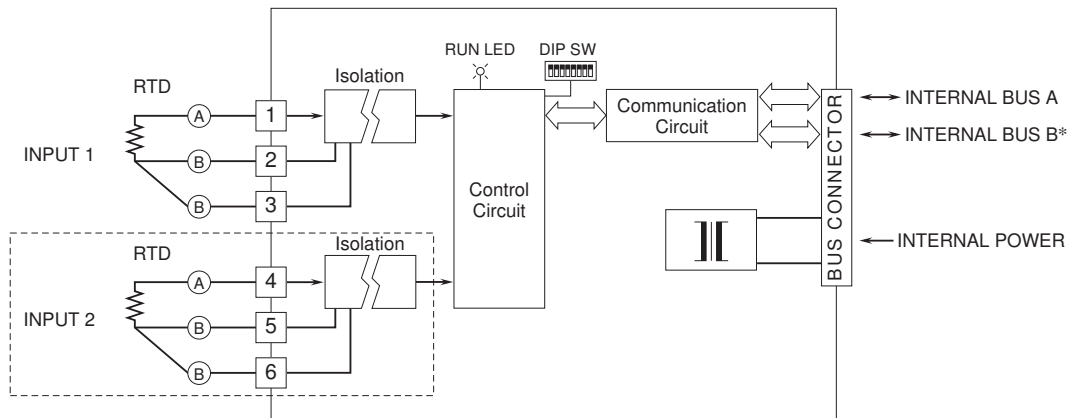 RUN LED
DIP SW
RTD
Isolation
A
1
INPUT 1
B
2
B
3
Control
Circuit
Communication
Circuit
BUS CONNECTOR
INTERNAL BUS A
INTERNAL BUS B*
INTERNAL POWER
RTD
Isolation
A
4
INPUT 2
B
5
B
6